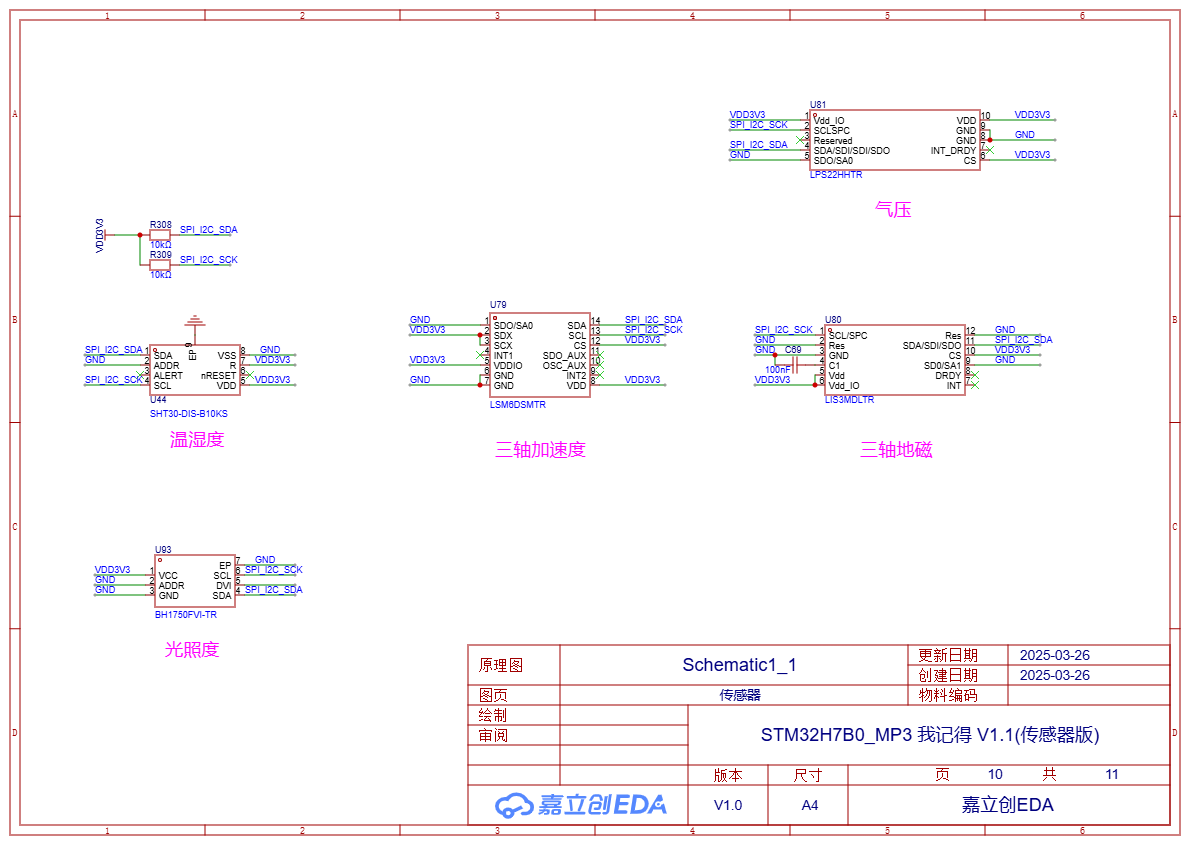 1 2 3 4 5 6
A A
U81
VDD3V3 1 Vdd_IO VDD 10 VDD3V3
SPI_I2C_SCK 2 SCLSPC GND 9
3 Reserved GND 8 GND
SPI_I2C_SDA 4 SDA/SDI/SDI/SDO INT_DRDY 7
GND 5 SDO/SA0 CS 6 VDD3V3
LPS22HHTR
气压
VDD3V3
R308 SPI_I2C_SDA
10kΩ
R309 SPI_I2C_SCK
10kΩ
B B
EP 9
SPI_I2C_SDA 1 SDA VSS 8 GND
GND 2 ADDR R 7 VDD3V3
3 ALERT nRESET 6
SPI_I2C_SCK 4 SCL VDD 5 VDD3V3
U44
SHT30-DIS-B10KS
温湿度
U79
GND 1 SDO/SA0 SDA 14 SPI_I2C_SDA
VDD3V3 2 SDX SCL 13 SPI_I2C_SCK
3 SCX CS 12 VDD3V3
4 INT1 SDO_AUX 11
VDD3V3 5 VDDIO OSC_AUX 10
6 GND INT2 9
GND 7 GND VDD 8 VDD3V3
LSM6DSMTR
三轴加速度
U80
SPI_I2C_SCK 1 SCL/SPC Res 12 GND
GND 2 Res SDA/SDI/SDO 11 SPI_I2C_SDA
GND 3 GND CS 10 VDD3V3
C69 100nF 4 C1 SD0/SA1 9 GND
5 Vdd DRDY 8
VDD3V3 6 Vdd_IO INT 7
LIS3MDLTR
三轴地磁
C C
U93
EP 7 GND
VDD3V3 1 VCC SCL 6 SPI_I2C_SCK
GND 2 ADDR DVI 5
GND 3 GND SDA 4 SPI_I2C_SDA
BH1750FVI-TR
光照度
原理图 Schematic1_1 更新日期 2025-03-26
创建日期 2025-03-26
图页 传感器 物料编码
绘制
审阅
D D
STM32H7B0_MP3 我记得 V1.1(传感器版)
版本 尺寸 页 10 共 11
嘉立创EDA V1.0 A4 嘉立创EDA
1 2 3 4 5 6